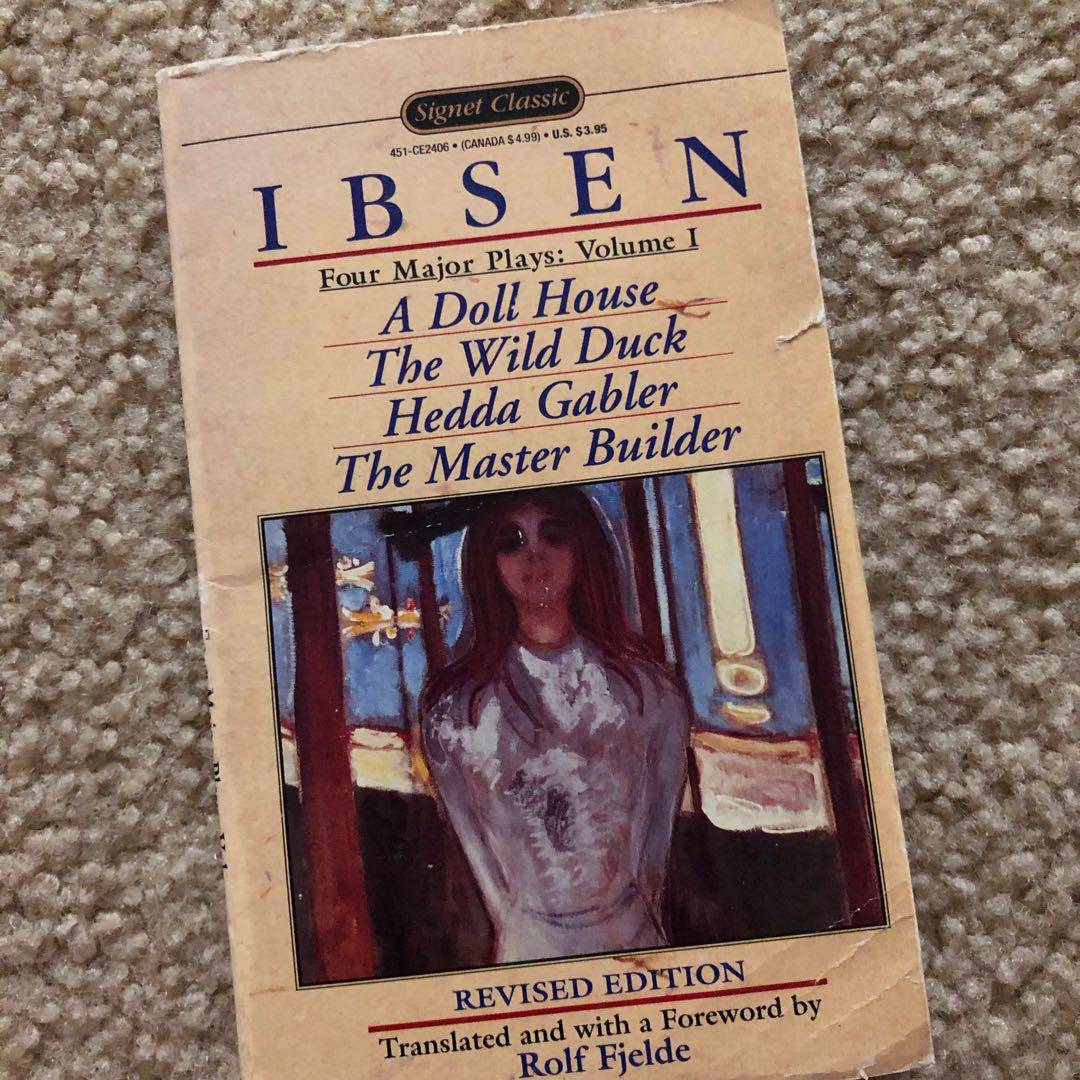 Signet Classic
451-CE2406 • (CANADA $4.99) • U.S. $3.95
IBSEN
Four Major Plays: Volume I
A Doll House
The Wild Duck
Hedda Gabler
The Master Builder
REVISED EDITION
Translated and with a Foreword by
Rolf Fjelde